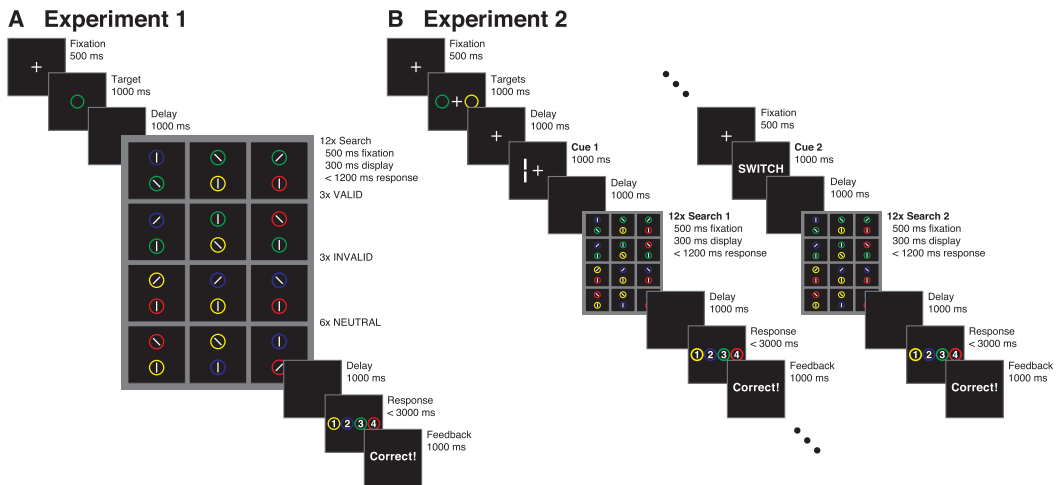 A Experiment 1
Fixation
500 ms
Target
1000 ms
Delay
1000 ms
12x Search
500 ms fixation
300 ms display
< 1200 ms response
3x VALID
3x INVALID
6x NEUTRAL
Delay
1000 ms
1 2 3 4
Response
< 3000 ms
Correct!
Feedback
1000 ms
B Experiment 2
Fixation
500 ms
Targets
1000 ms
Delay
1000 ms
Cue 1
1000 ms
Delay
1000 ms
12x Search 1
500 ms fixation
300 ms display
< 1200 ms response
Delay
1000 ms
1 2 3 4
Response
< 3000 ms
Correct!
Feedback
1000 ms
Fixation
500 ms
SWITCH
Cue 2
1000 ms
Delay
1000 ms
12x Search 2
500 ms fixation
300 ms display
< 1200 ms response
Delay
1000 ms
1 2 3 4
Response
< 3000 ms
Correct!
Feedback
1000 ms